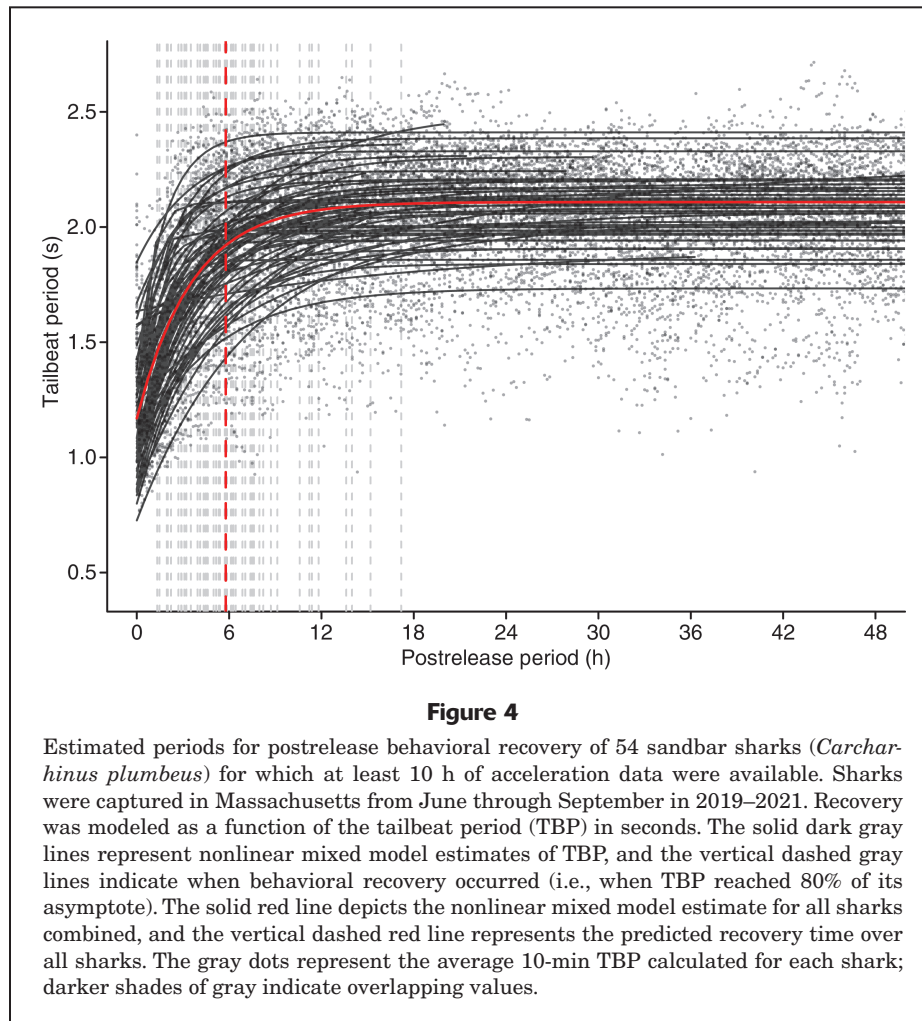 2.5
2.0
1.5
1.0
0.5
Tailbeat period (s)
0 6 12 18 24 30 36 42 48
Postrelease period (h)
Figure 4
Estimated periods for postrelease behavioral recovery of 54 sandbar sharks (Carchar-
hinus plumbeus) for which at least 10 h of acceleration data were available. Sharks
were captured in Massachusetts from June through September in 2019–2021. Recovery
was modeled as a function of the tailbeat period (TBP) in seconds. The solid dark gray
lines represent nonlinear mixed model estimates of TBP, and the vertical dashed gray
lines indicate when behavioral recovery occurred (i.e., when TBP reached 80% of its
asymptote). The solid red line depicts the nonlinear mixed model estimate for all sharks
combined, and the vertical dashed red line represents the predicted recovery time over
all sharks. The gray dots represent the average 10-min TBP calculated for each shark;
darker shades of gray indicate overlapping values.